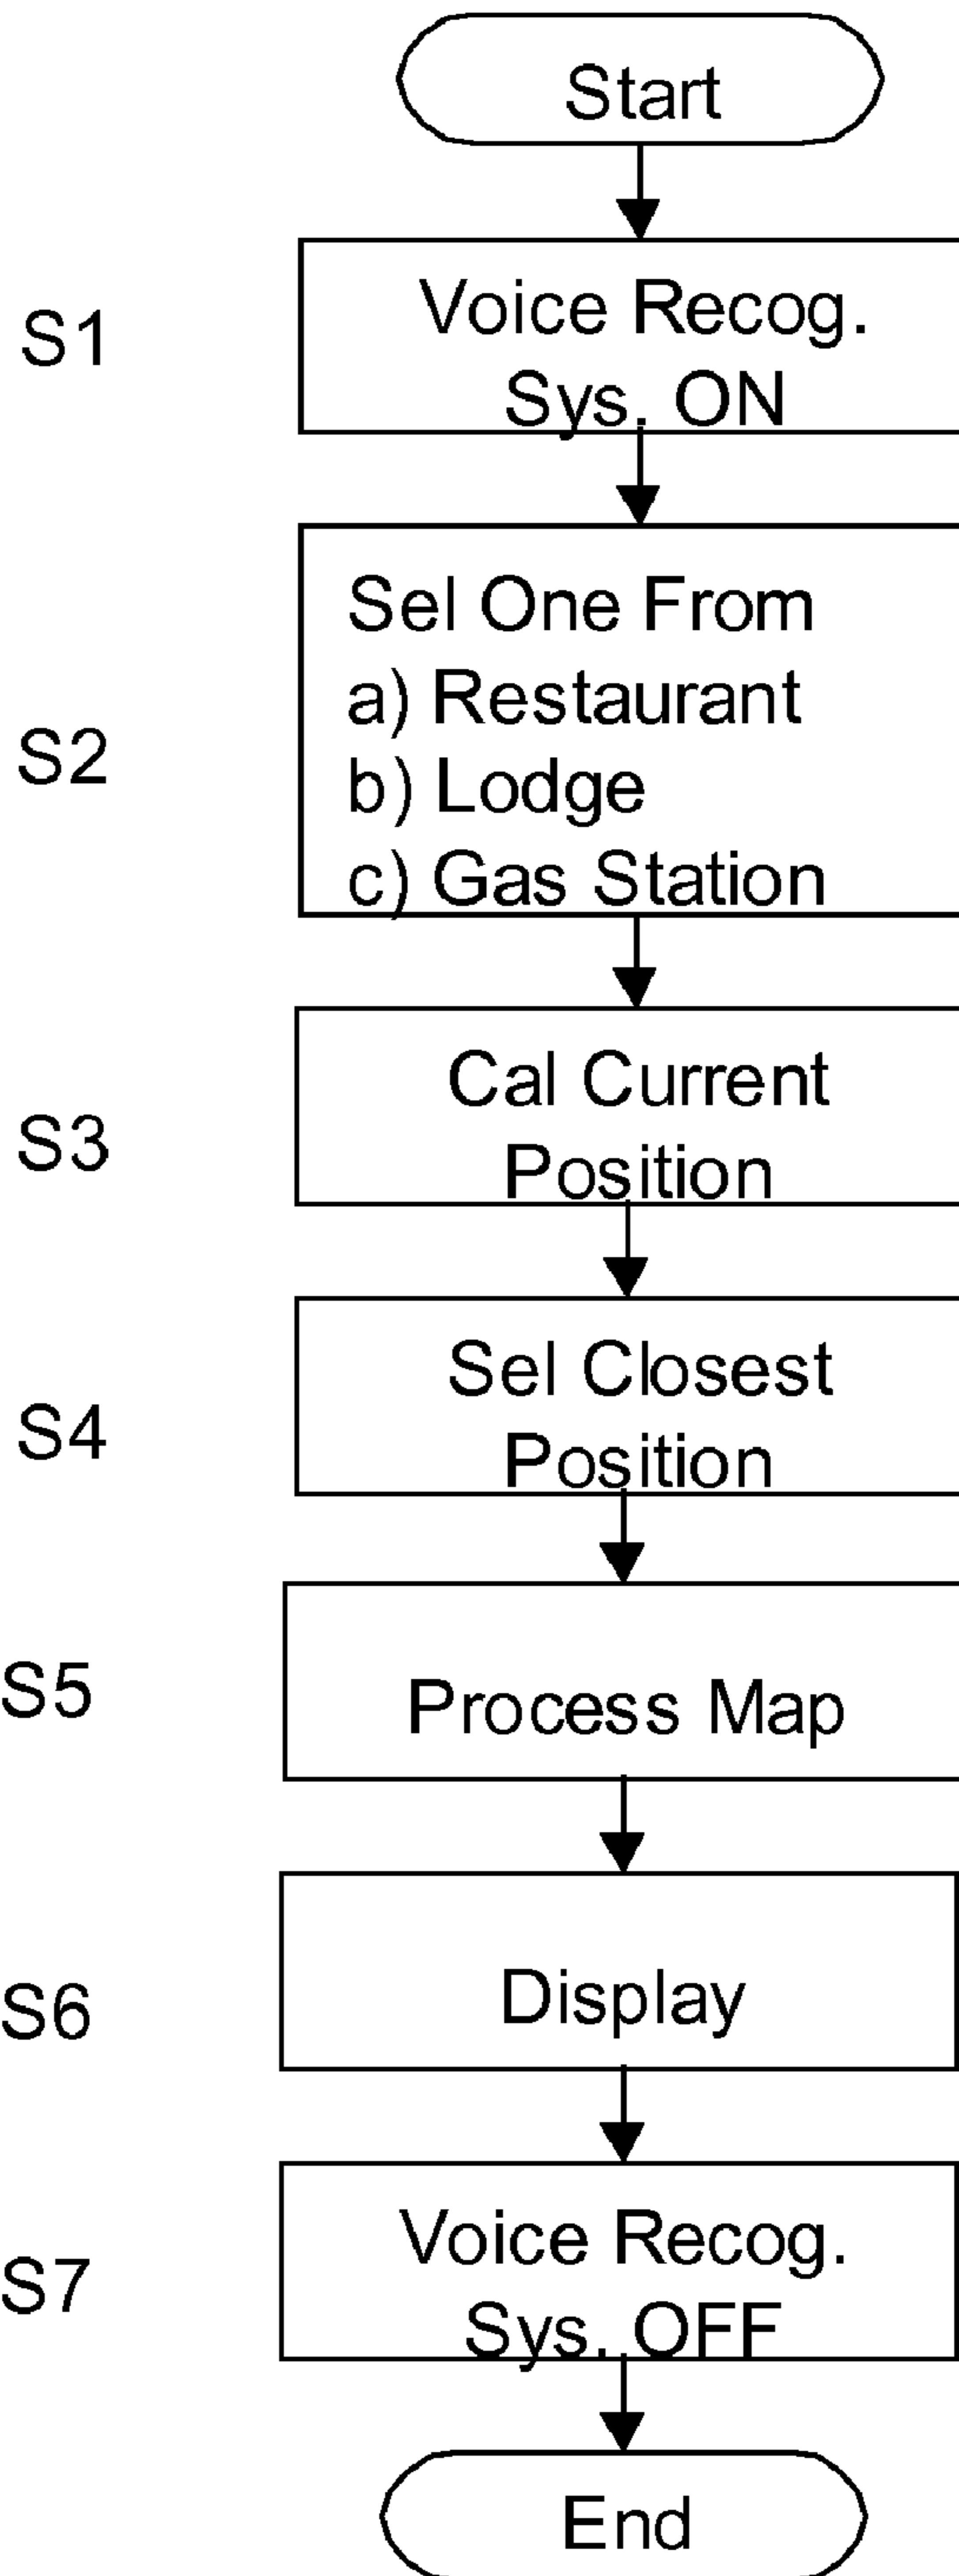 Start
S1
Voice Recog.
Sys. ON
S2
Sel One From
a) Restaurant
b) Lodge
c) Gas Station
S3
Cal Current
Position
S4
Sel Closest
Position
S5
Process Map
S6
Display
S7
Voice Recog.
Sys. OFF
End